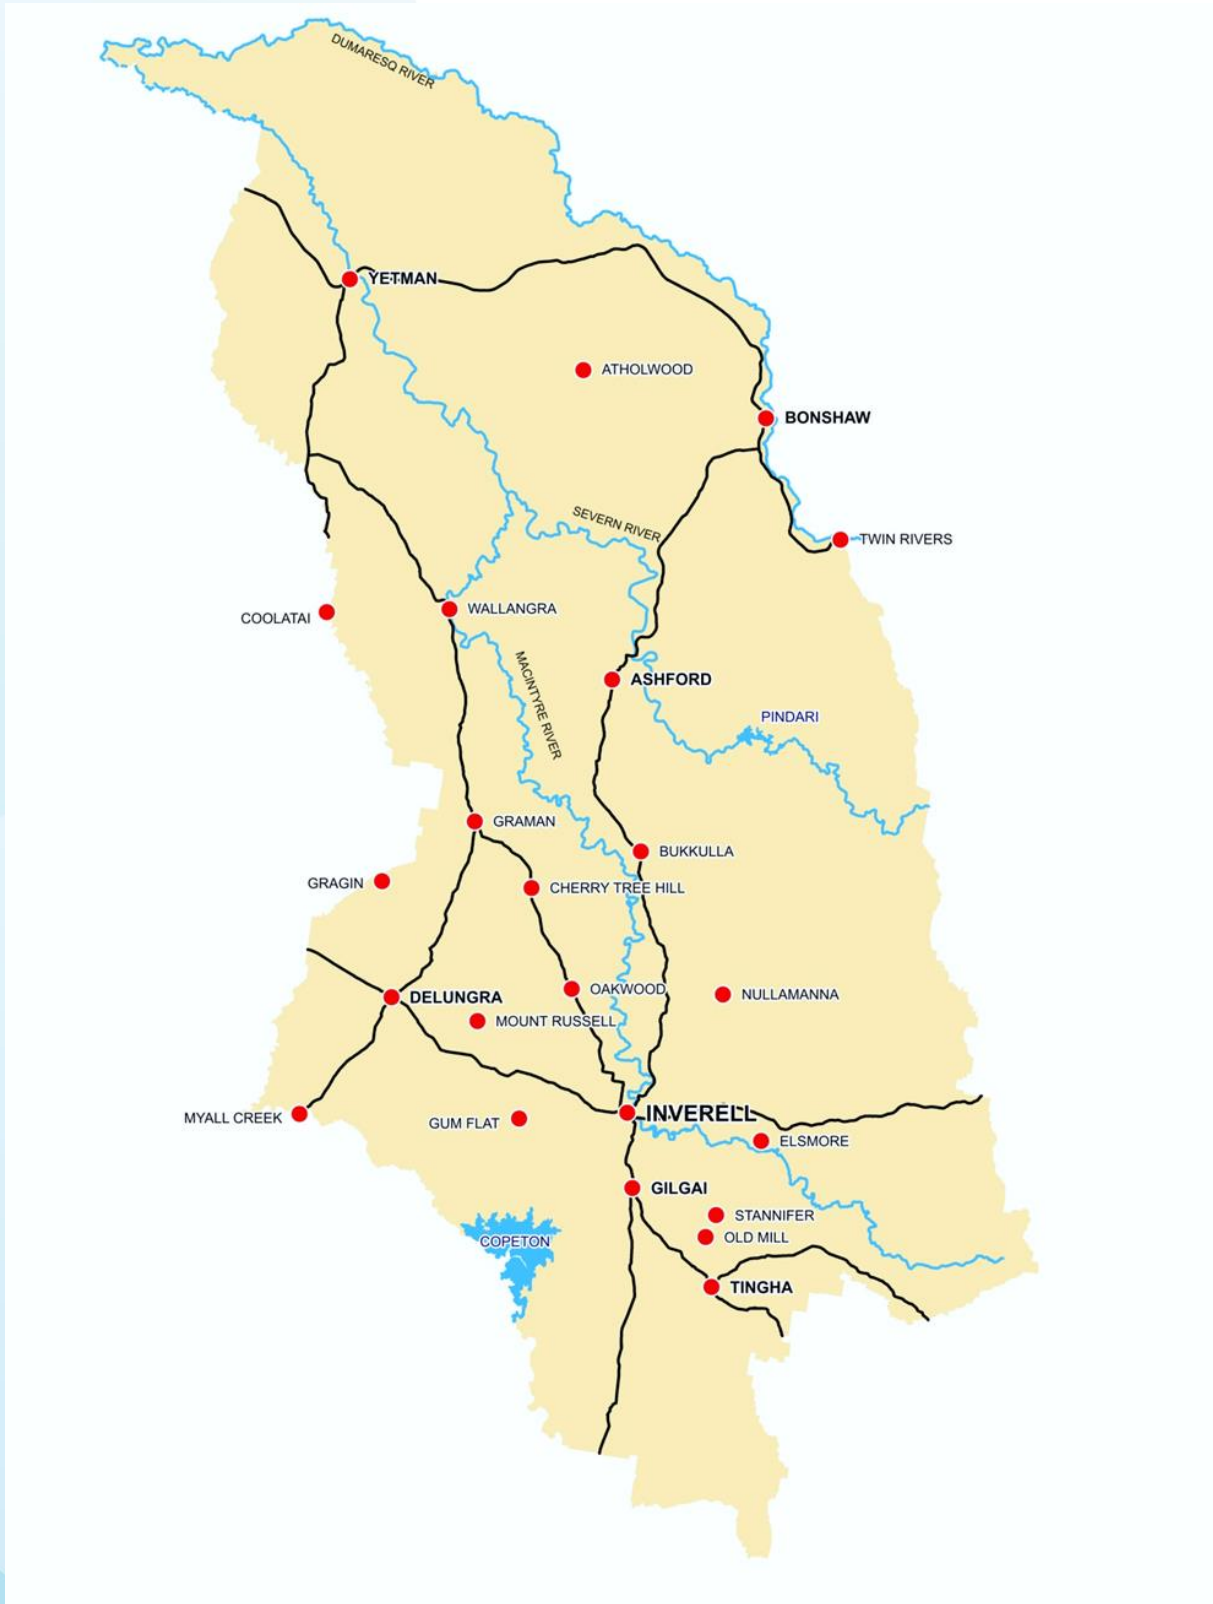 DUMARESQ RIVER
YETMAN
ATHOLWOOD
BONSHAW
SEVERN RIVER
TWIN RIVERS
WALLANGRA
COOLATAI
MACINTYRE RIVER
ASHFORD
PINDARI
GRAMAN
BUKKULLA
GRAGIN
CHERRY TREE HILL
OAKWOOD
NULLAMANNA
DELUNGRA
MOUNT RUSSELL
INVERELL
MYALL CREEK
GUM FLAT
ELSMORE
GILGAI
STANNIFER
OLD MILL
COPETON
TINGHA